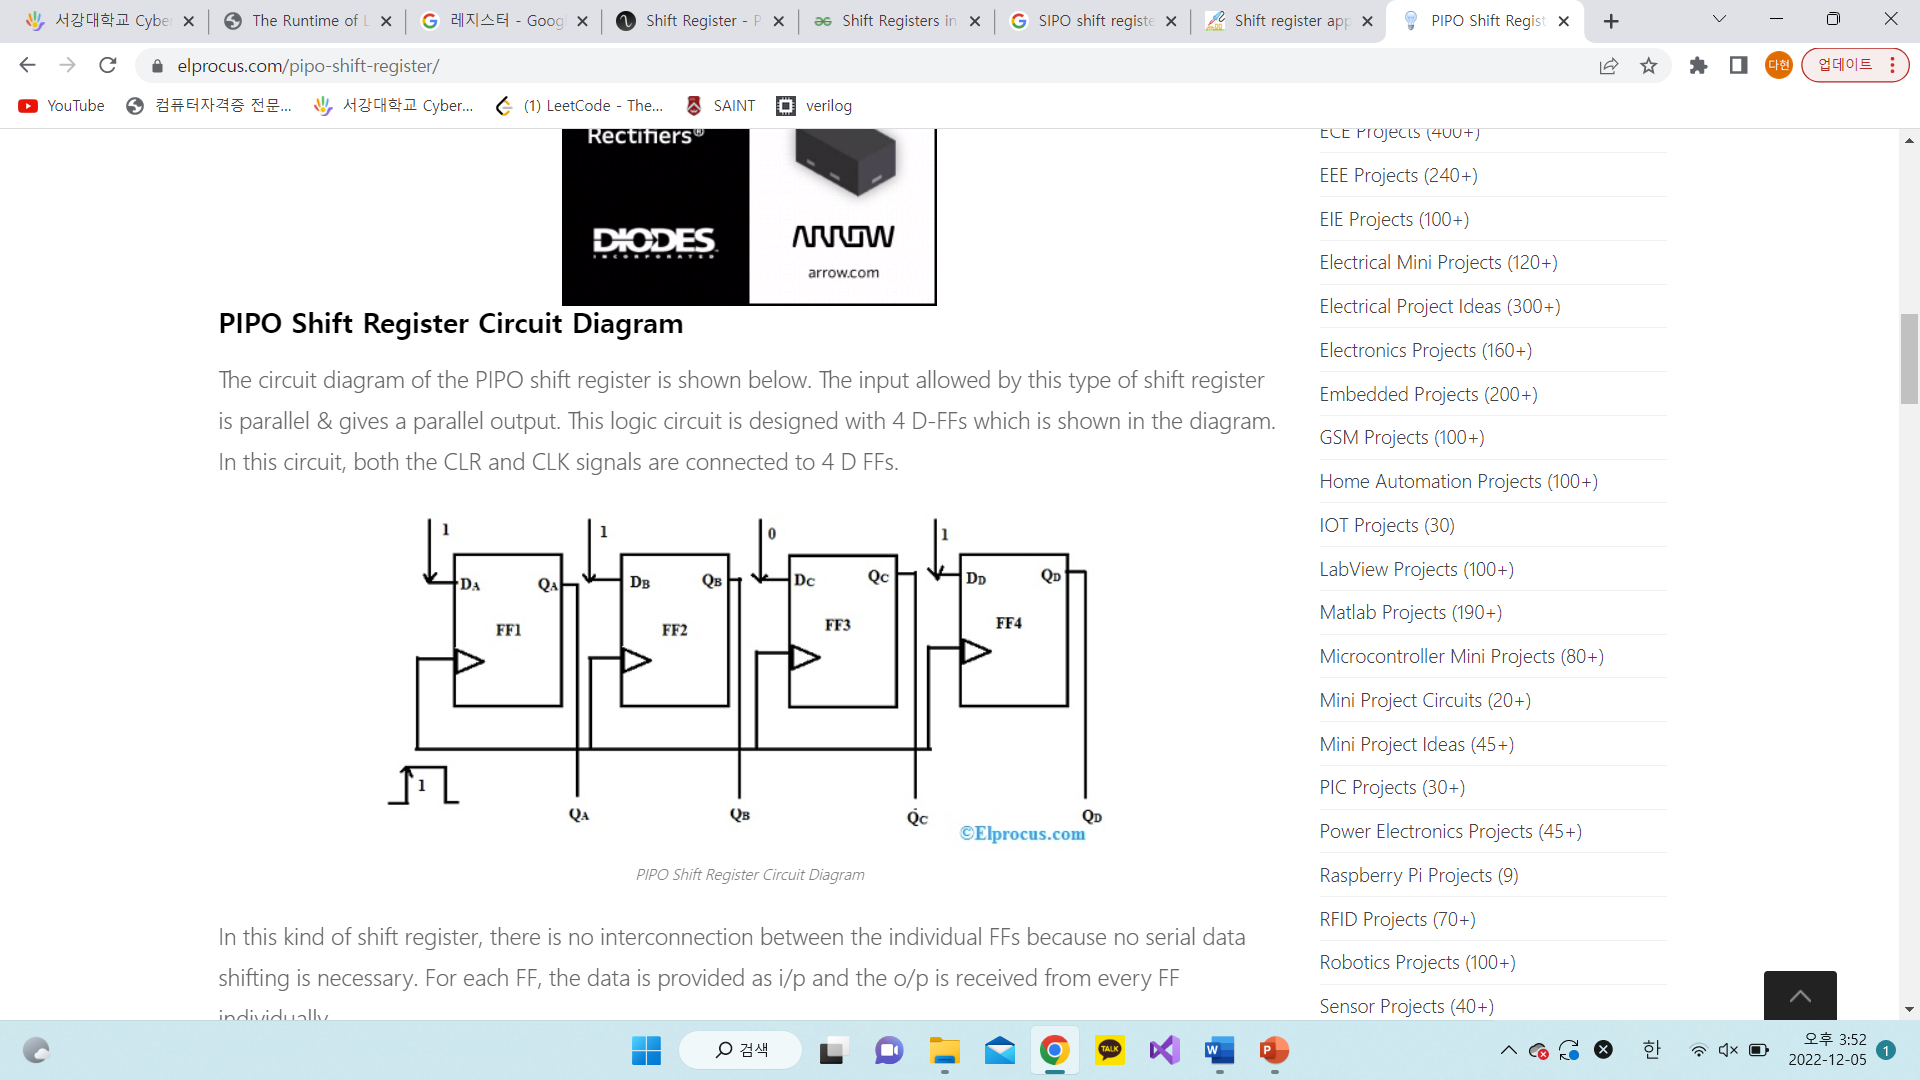 서강대학교 Cyber
The Runtime of L
레지스터 - Goog
Shift Register - P
Shift Registers in
SIPO shift registe
Shift register app
PIPO Shift Regist
elprocus.com/pipo-shift-register/
다현
업데이트
YouTube
컴퓨터자격증 전문...
서강대학교 Cyber...
(1) LeetCode - The...
SAINT
verilog
Rectifiers®
DIODES
INCORPORATED
ARROW
arrow.com
PIPO Shift Register Circuit Diagram
The circuit diagram of the PIPO shift register is shown below. The input allowed by this type of shift register
is parallel & gives a parallel output. This logic circuit is designed with 4 D-FFs which is shown in the diagram.
In this circuit, both the CLR and CLK signals are connected to 4 D FFs.
1 1 0 1
DA QA DB QB DC QC DD QD
FF1 FF2 FF3 FF4
1
QA QB QC QD
©Elprocus.com
PIPO Shift Register Circuit Diagram
In this kind of shift register, there is no interconnection between the individual FFs because no serial data
shifting is necessary. For each FF, the data is provided as i/p and the o/p is received from every FF
individually.
ECE Projects (400+)
EEE Projects (240+)
EIE Projects (100+)
Electrical Mini Projects (120+)
Electrical Project Ideas (300+)
Electronics Projects (160+)
Embedded Projects (200+)
GSM Projects (100+)
Home Automation Projects (100+)
IOT Projects (30)
LabView Projects (100+)
Matlab Projects (190+)
Microcontroller Mini Projects (80+)
Mini Project Circuits (20+)
Mini Project Ideas (45+)
PIC Projects (30+)
Power Electronics Projects (45+)
Raspberry Pi Projects (9)
RFID Projects (70+)
Robotics Projects (100+)
Sensor Projects (40+)
검색
TALK
W
P
한
오후 3:52
2022-12-05
1